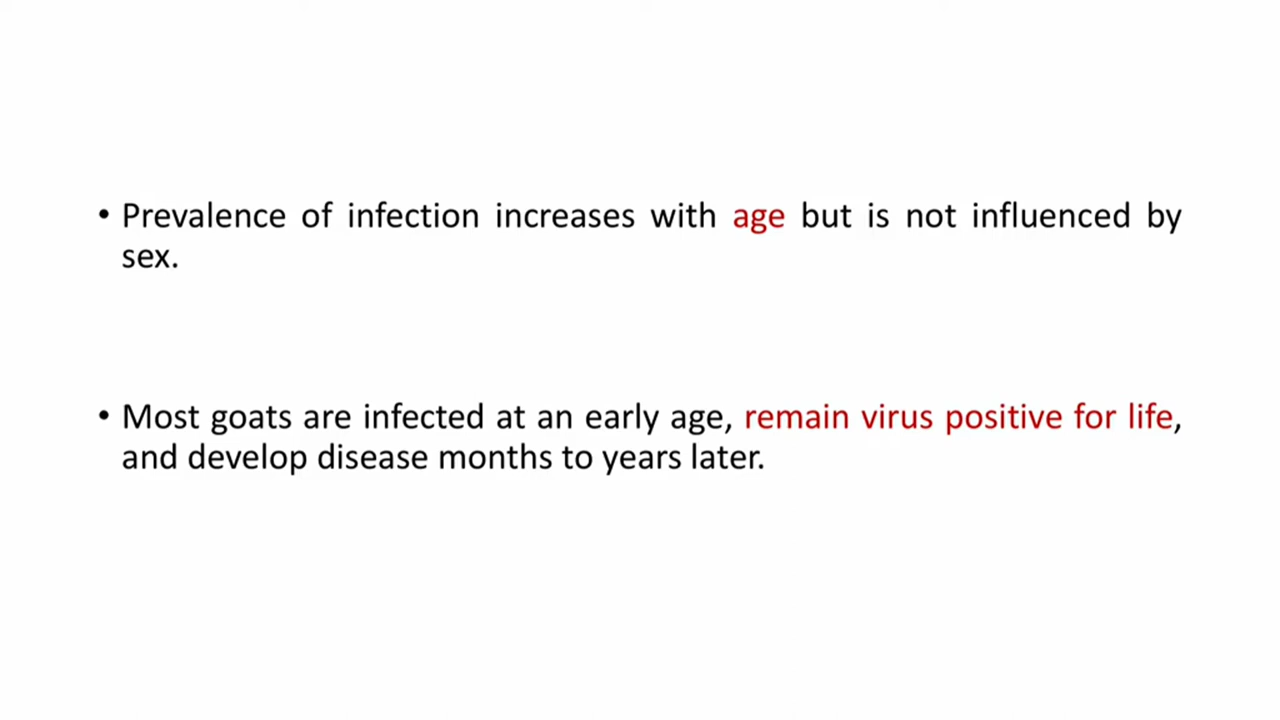 • Prevalence of infection increases with age but is not influenced by
sex.
• Most goats are infected at an early age, remain virus positive for life,
and develop disease months to years later.